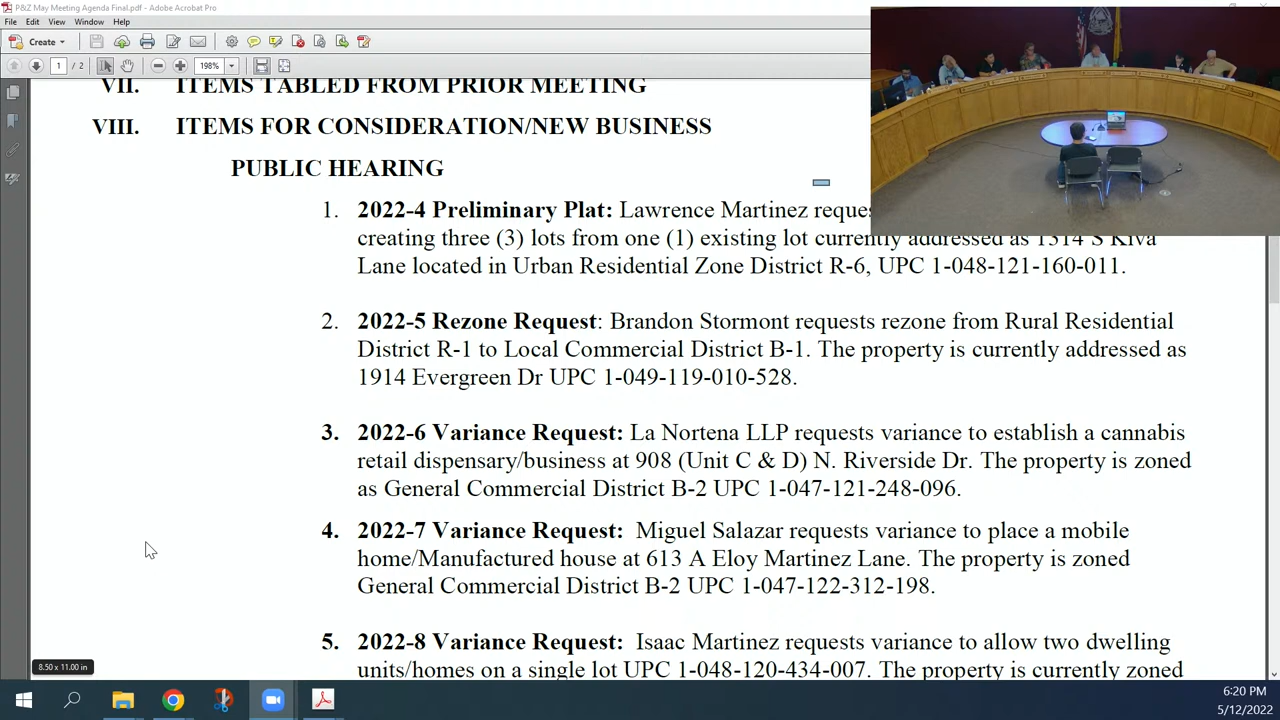 P&Z May Meeting Agenda Final.pdf - Adobe Acrobat Pro
File Edit View Window Help
Create
1 / 2 198%
VII. ITEMS TABLED FROM PRIOR MEETING
VIII. ITEMS FOR CONSIDERATION/NEW BUSINESS
PUBLIC HEARING
1. 2022-4 Preliminary Plat: Lawrence Martinez reque
creating three (3) lots from one (1) existing lot currently addressed as 1314 S Kiva
Lane located in Urban Residential Zone District R-6, UPC 1-048-121-160-011.
2. 2022-5 Rezone Request: Brandon Stormont requests rezone from Rural Residential
District R-1 to Local Commercial District B-1. The property is currently addressed as
1914 Evergreen Dr UPC 1-049-119-010-528.
3. 2022-6 Variance Request: La Nortena LLP requests variance to establish a cannabis
retail dispensary/business at 908 (Unit C & D) N. Riverside Dr. The property is zoned
as General Commercial District B-2 UPC 1-047-121-248-096.
4. 2022-7 Variance Request: Miguel Salazar requests variance to place a mobile
home/Manufactured house at 613 A Eloy Martinez Lane. The property is zoned
General Commercial District B-2 UPC 1-047-122-312-198.
5. 2022-8 Variance Request: Isaac Martinez requests variance to allow two dwelling
units/homes on a single lot UPC 1-048-120-434-007. The property is currently zoned
8.50 x 11.00 in
6:20 PM
5/12/2022